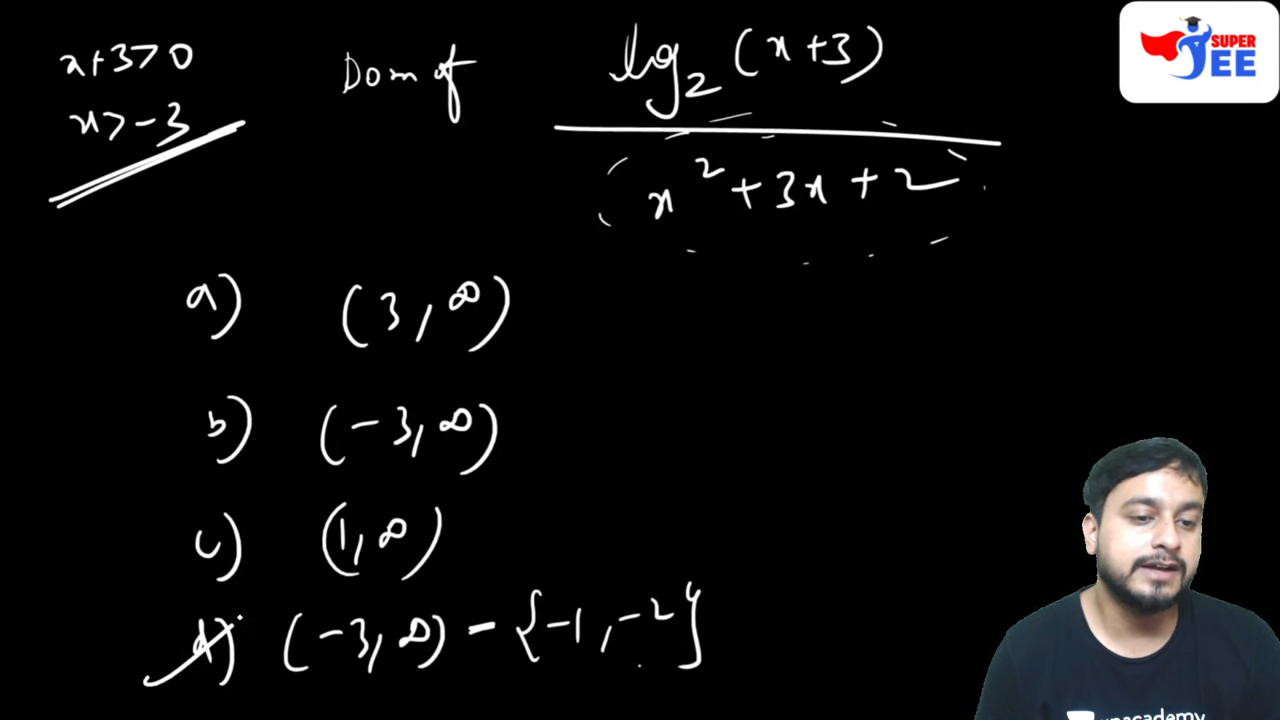 x+3>0
x>-3
Dom of log₂(x+3)
x²+3x+2
SUPER
JEE
a) (3,∞)
b) (-3,∞)
c) (1,∞)
d) (-3,∞) - {-1,-2}